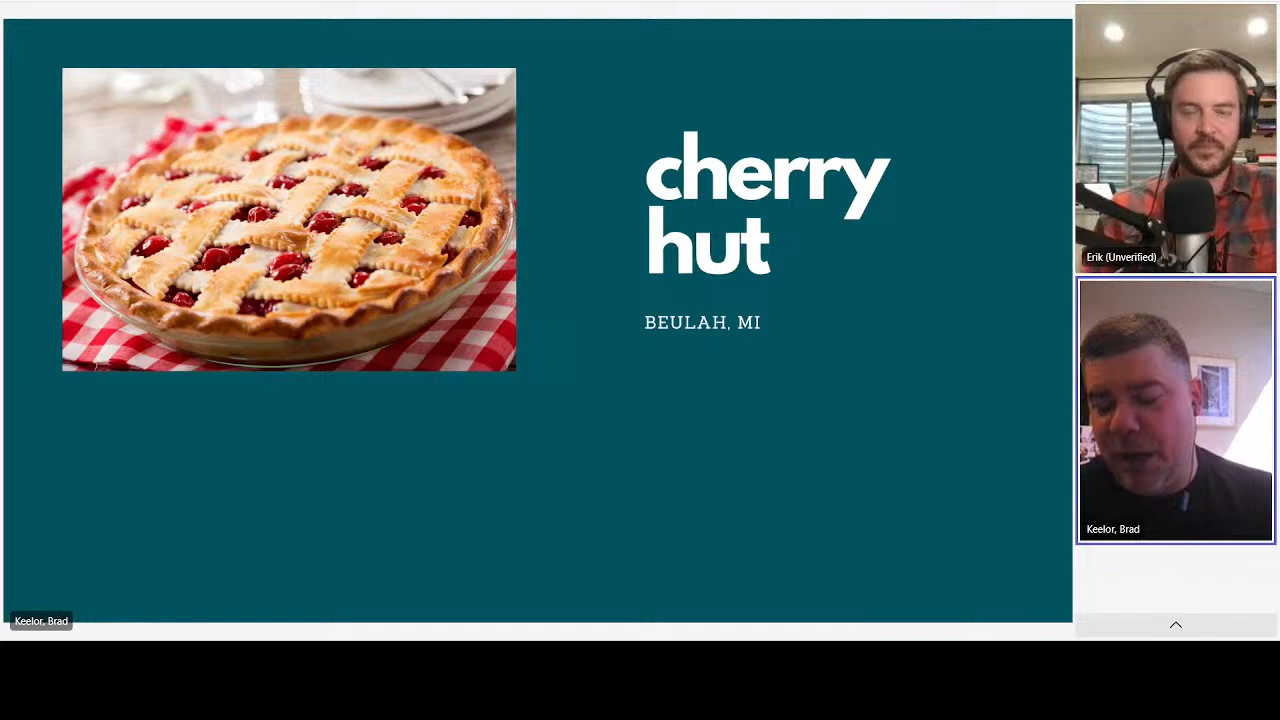 cherry
hut
BEULAH, MI
Erik (Unverified)
Keelor, Brad
Keelor, Brad